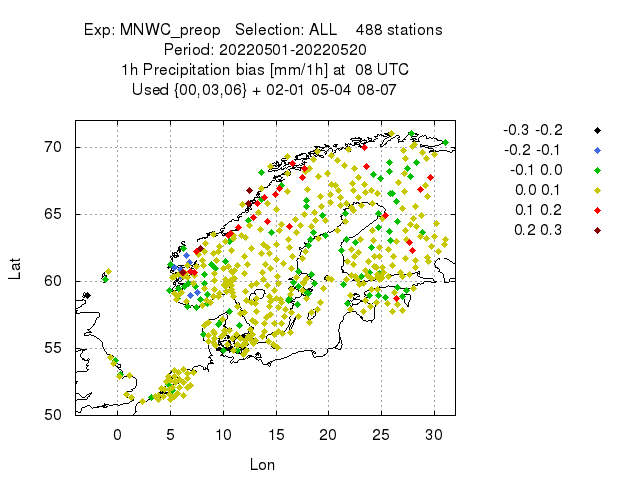 Exp: MNWC_preop   Selection: ALL    488 stations
Period: 20220501-20220520
1h Precipitation bias [mm/1h] at  08 UTC
Used {00,03,06} + 02-01 05-04 08-07
-0.3 -0.2
-0.2 -0.1
-0.1 0.0
0.0 0.1
0.1 0.2
0.2 0.3
70
65
60
55
50
Lat
0 5 10 15 20 25 30
Lon